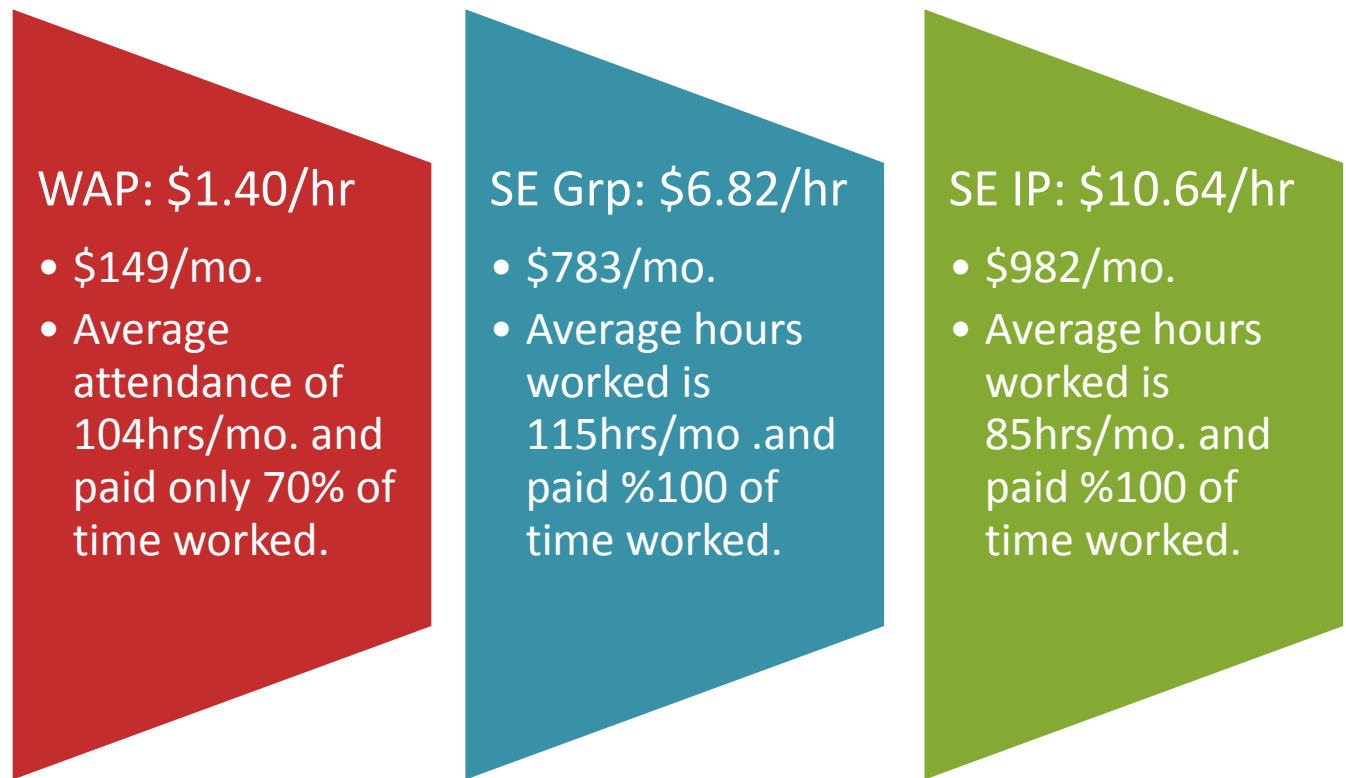 WAP: $1.40/hr
• $149/mo.
• Average
attendance of
104hrs/mo. and
paid only 70% of
time worked.
SE Grp: $6.82/hr
• $783/mo.
• Average hours
worked is
115hrs/mo .and
paid %100 of
time worked.
SE IP: $10.64/hr
• $982/mo.
• Average hours
worked is
85hrs/mo. and
paid %100 of
time worked.